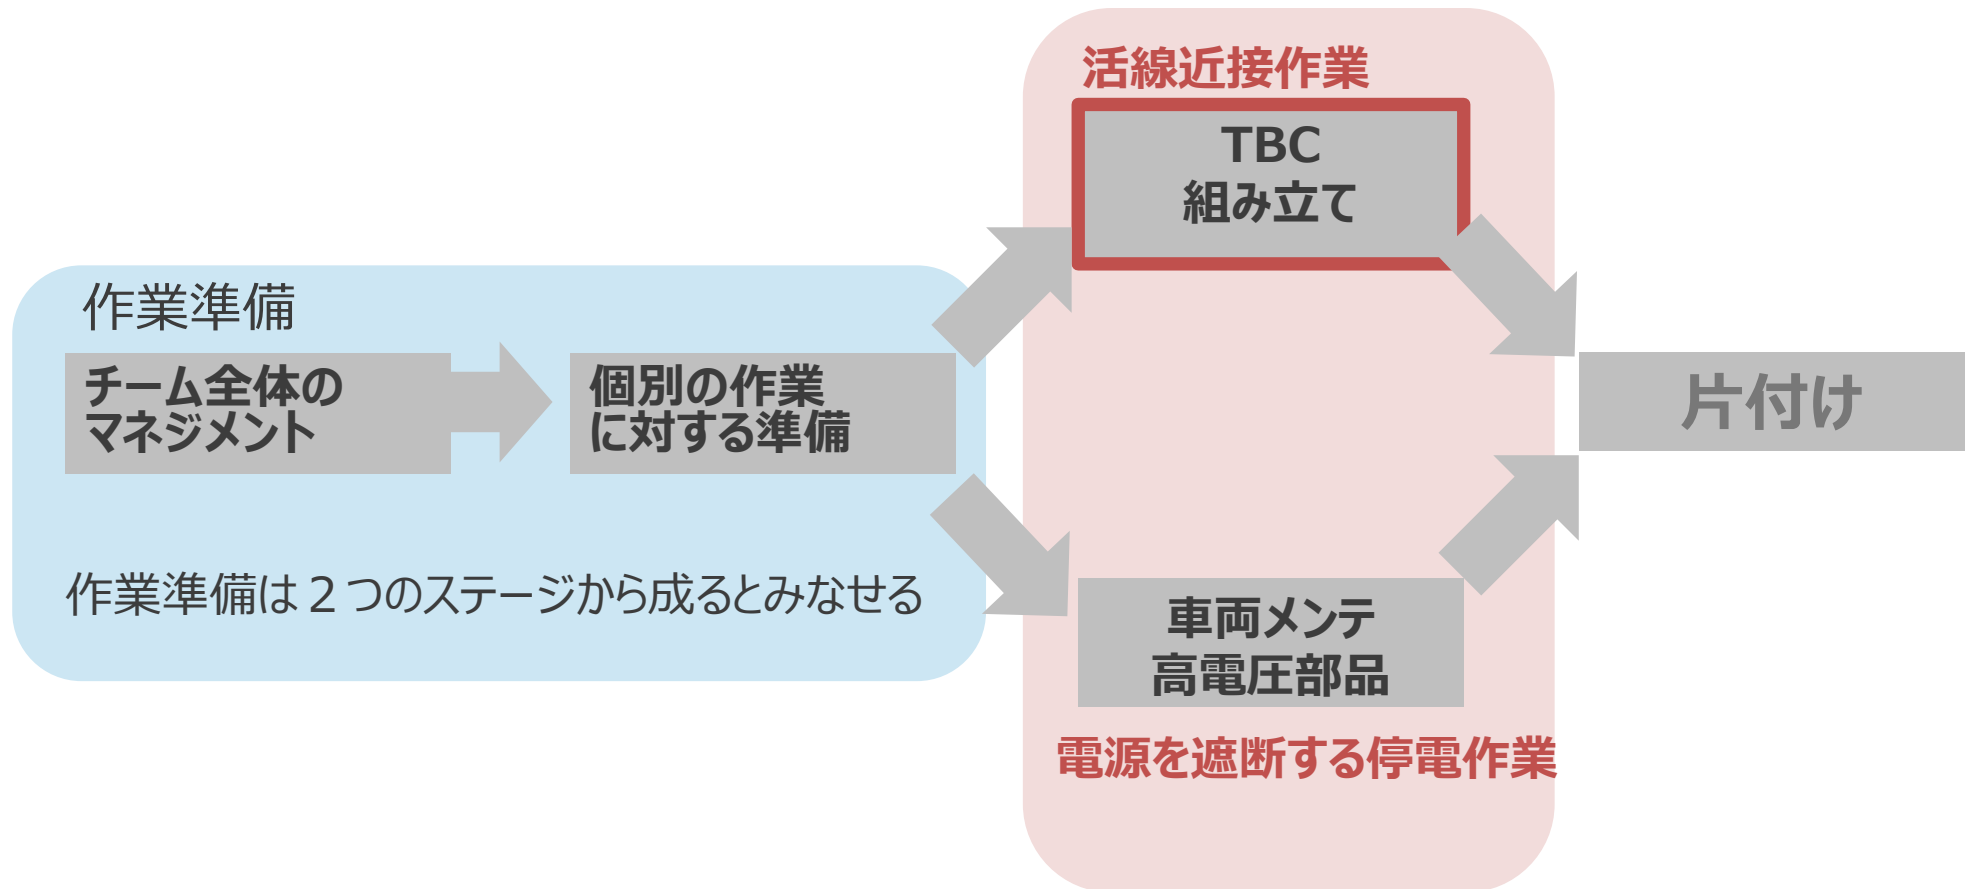 作業準備
チーム全体の
マネジメント
個別の作業
に対する準備
作業準備は２つのステージから成るとみなせる
活線近接作業
TBC
組み立て
車両メンテ
高電圧部品
電源を遮断する停電作業
片付け